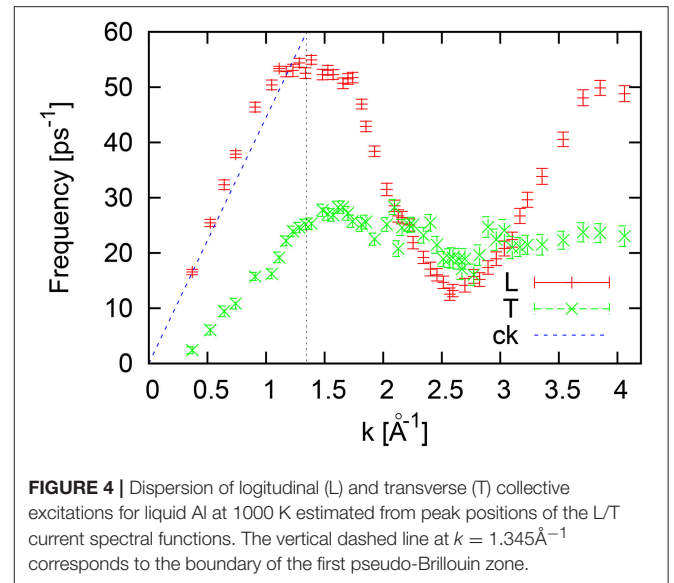 60
50
40
30
20
10
0
Frequency [ps⁻¹]
L
T
ck
0 0.5 1 1.5 2 2.5 3 3.5 4
k [Å⁻¹]
FIGURE 4 | Dispersion of logitudinal (L) and transverse (T) collective
excitations for liquid Al at 1000 K estimated from peak positions of the L/T
current spectral functions. The vertical dashed line at k = 1.345Å⁻¹
corresponds to the boundary of the first pseudo-Brillouin zone.